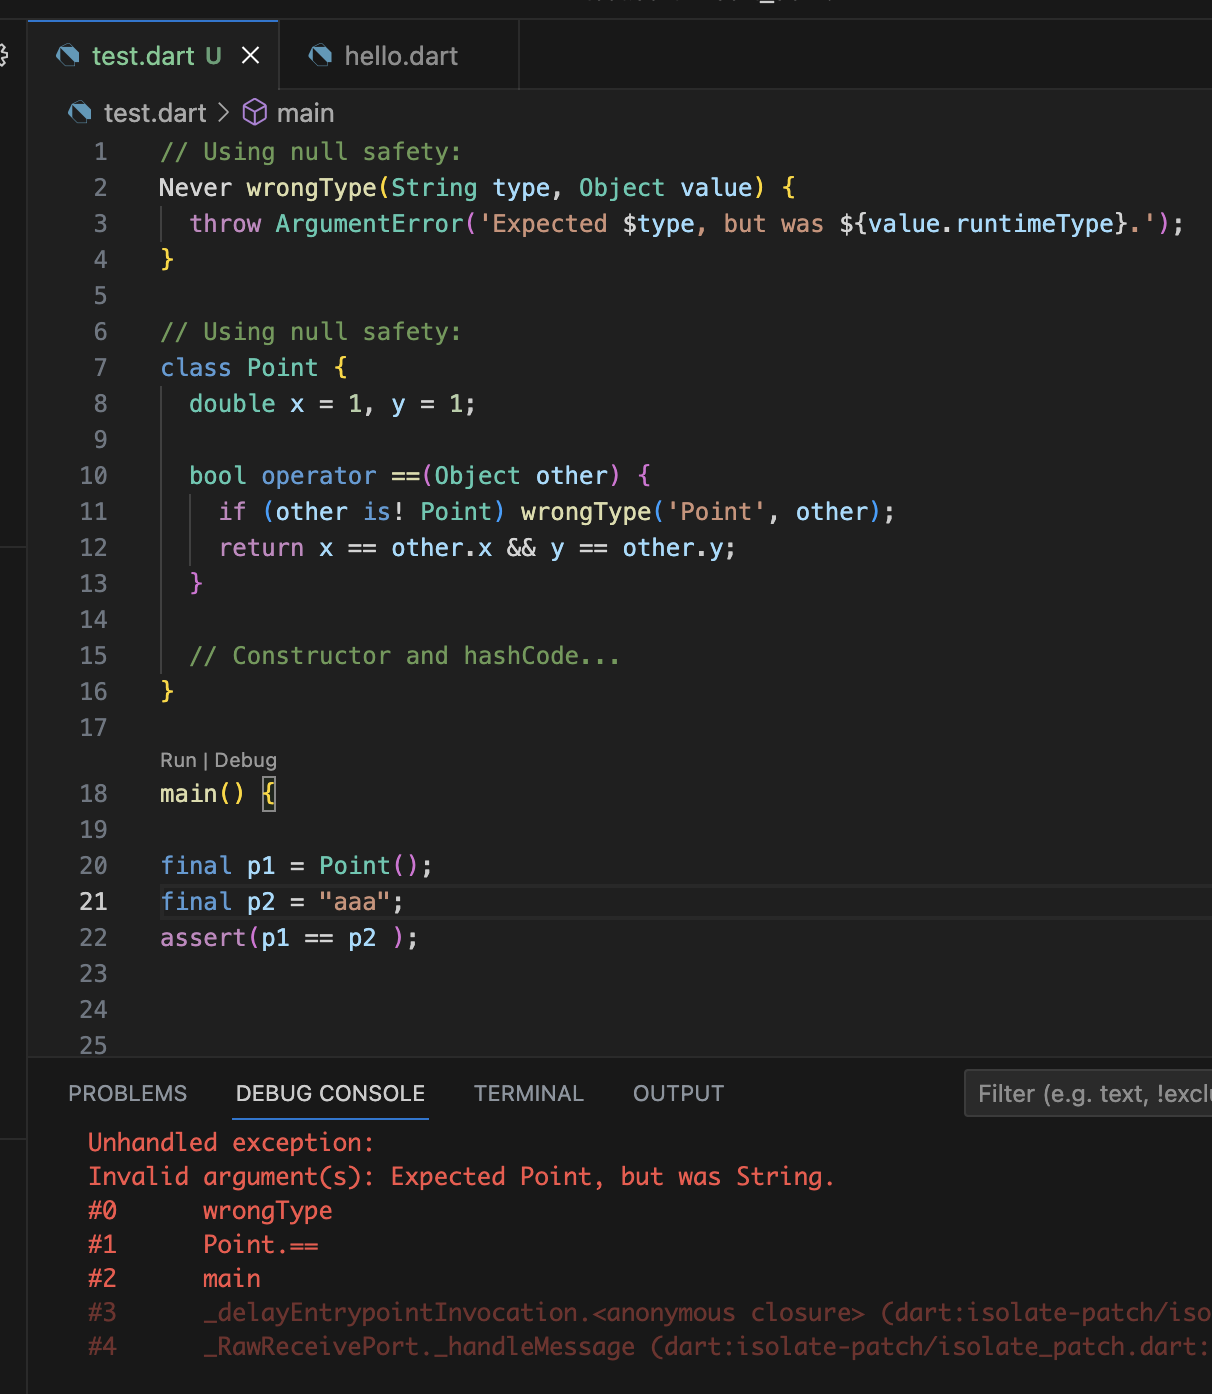 test.dart U
hello.dart
test.dart > main
1 // Using null safety:
2 Never wrongType(String type, Object value) {
3   throw ArgumentError('Expected $type, but was ${value.runtimeType}.');
4 }
5
6 // Using null safety:
7 class Point {
8   double x = 1, y = 1;
9
10   bool operator ==(Object other) {
11     if (other is! Point) wrongType('Point', other);
12     return x == other.x && y == other.y;
13   }
14
15   // Constructor and hashCode...
16 }
17
Run | Debug
18 main() {
19
20 final p1 = Point();
21 final p2 = "aaa";
22 assert(p1 == p2 );
23
24
25
PROBLEMS DEBUG CONSOLE TERMINAL OUTPUT Filter (e.g. text, !exclu
Unhandled exception:
Invalid argument(s): Expected Point, but was String.
#0      wrongType
#1      Point.==
#2      main
#3      _delayEntrypointInvocation.<anonymous closure> (dart:isolate-patch/iso
#4      _RawReceivePort._handleMessage (dart:isolate-patch/isolate_patch.dart: